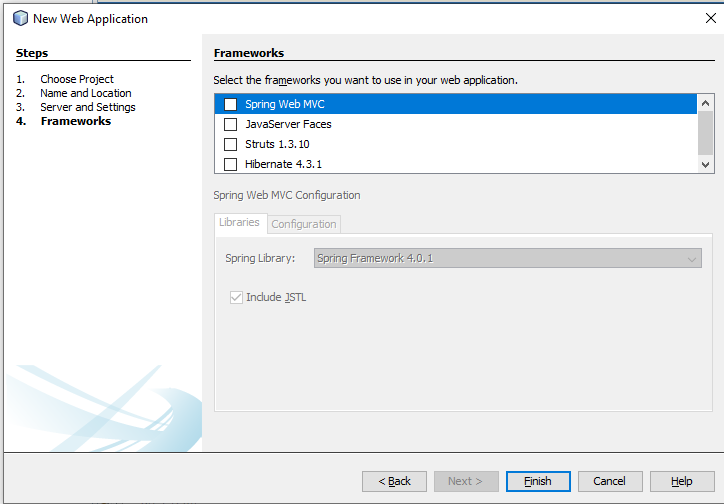 New Web Application
Steps
1. Choose Project
2. Name and Location
3. Server and Settings
4. Frameworks
Frameworks
Select the frameworks you want to use in your web application.
Spring Web MVC
JavaServer Faces
Struts 1.3.10
Hibernate 4.3.1
Spring Web MVC Configuration
Libraries Configuration
Spring Library: Spring Framework 4.0.1
Include JSTL
< Back Next > Finish Cancel Help